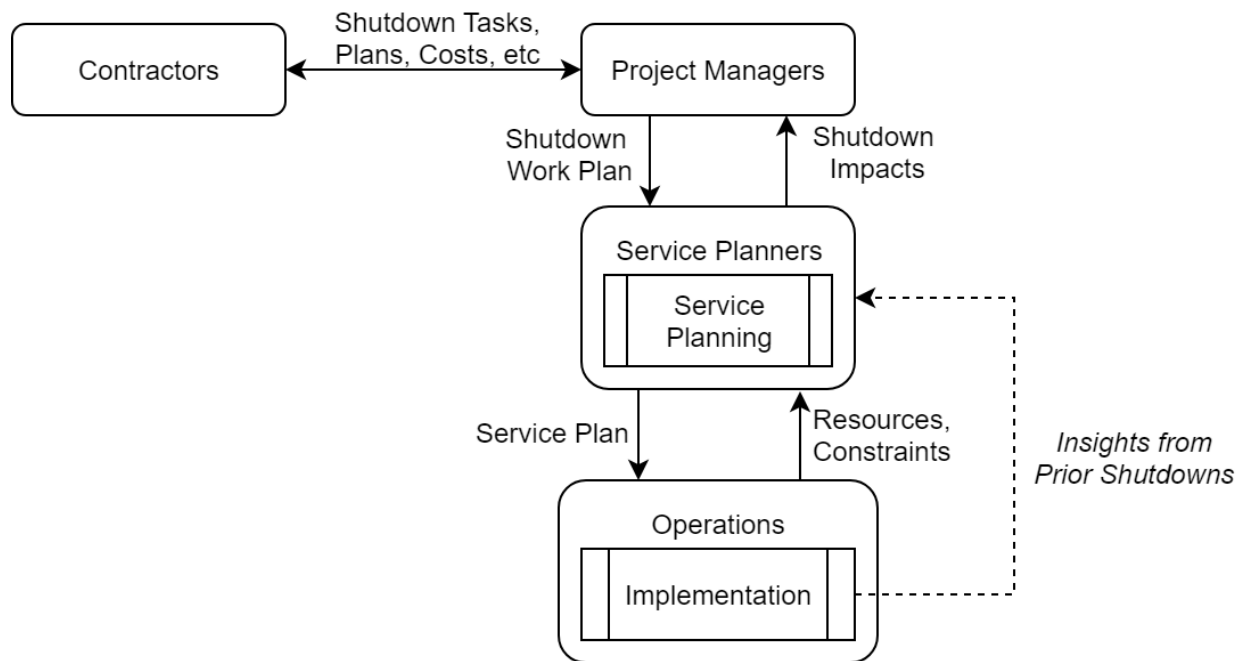 Shutdown Tasks,
Plans, Costs, etc
Contractors
Project Managers
Shutdown
Work Plan
Shutdown
Impacts
Service Planners
Service
Planning
Service Plan
Resources,
Constraints
Insights from
Prior Shutdowns
Operations
Implementation